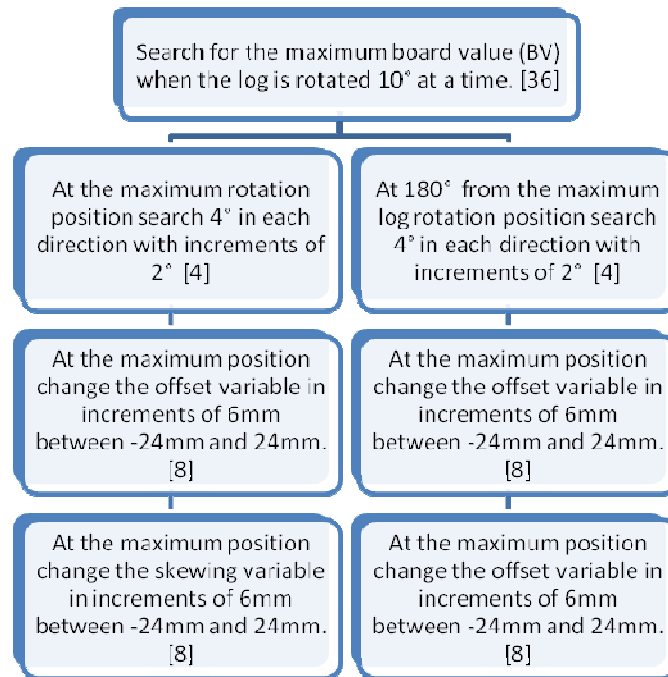 Search for the maximum board value (BV)
when the log is rotated 10° at a time. [36]
At the maximum rotation
position search 4° in each
direction with increments of
2° [4]
At 180° from the maximum
log rotation position search
4° in each direction with
increments of 2° [4]
At the maximum position
change the offset variable in
increments of 6mm
between -24mm and 24mm.
[8]
At the maximum position
change the offset variable in
increments of 6mm
between -24mm and 24mm.
[8]
At the maximum position
change the skewing variable
in increments of 6mm
between -24mm and 24mm.
[8]
At the maximum position
change the offset variable in
increments of 6mm
between -24mm and 24mm.
[8]